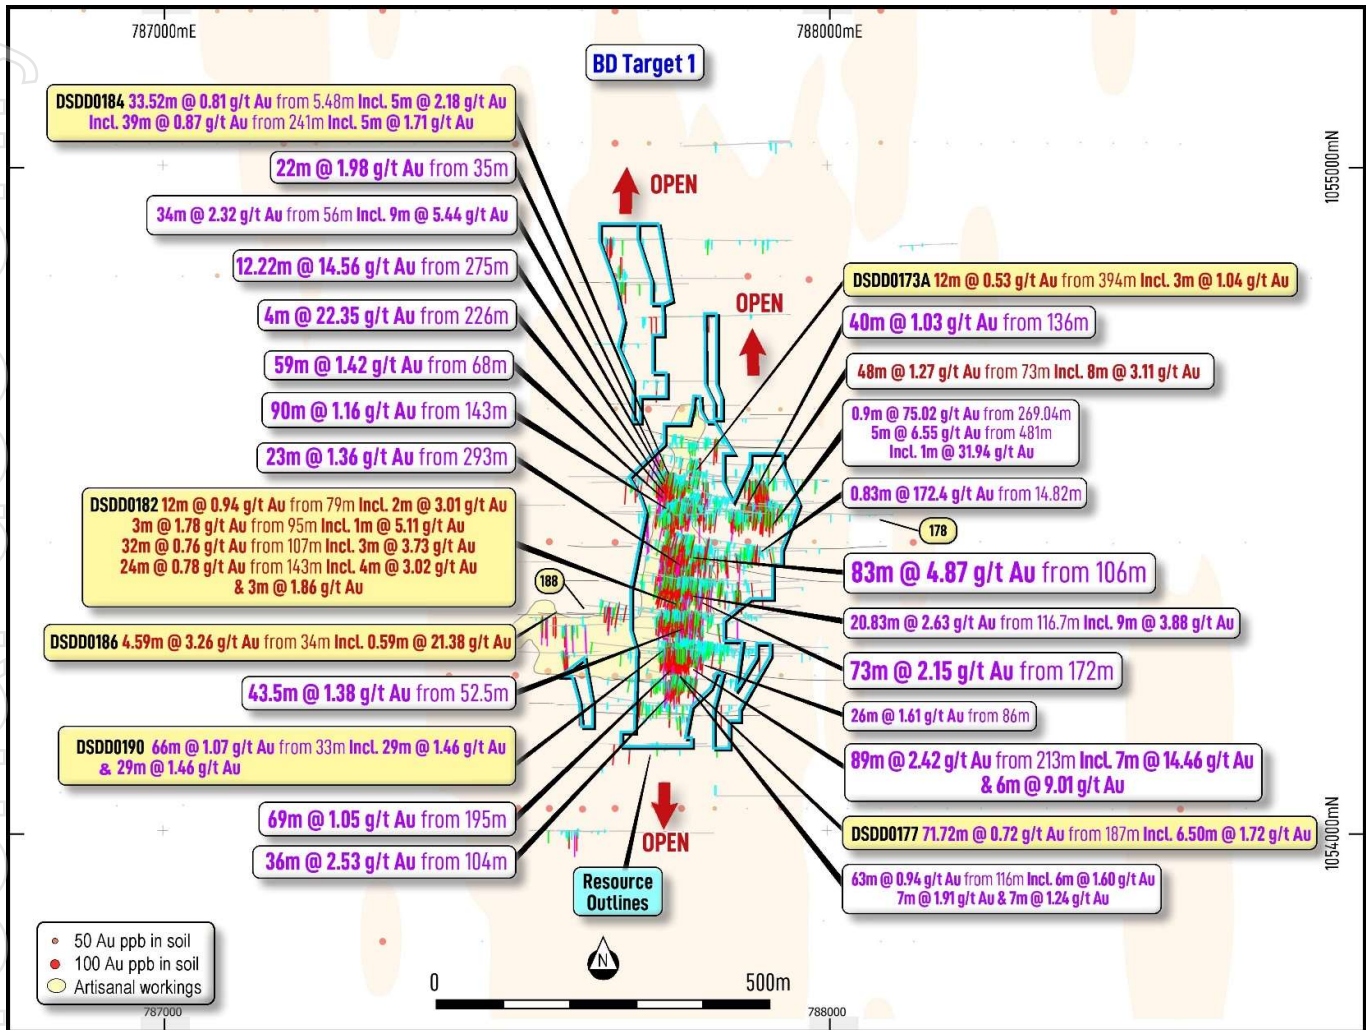 787000mE
788000mE
BD Target 1
DSDD0184 33.52m @ 0.81 g/t Au from 5.48m Incl. 5m @ 2.18 g/t Au
Incl. 39m @ 0.87 g/t Au from 241m Incl. 5m @ 1.71 g/t Au
22m @ 1.98 g/t Au from 35m
34m @ 2.32 g/t Au from 56m Incl. 9m @ 5.44 g/t Au
12.22m @ 14.56 g/t Au from 275m
4m @ 22.35 g/t Au from 226m
59m @ 1.42 g/t Au from 68m
90m @ 1.16 g/t Au from 143m
23m @ 1.36 g/t Au from 293m
DSDD0182 12m @ 0.94 g/t Au from 79m Incl. 2m @ 3.01 g/t Au
3m @ 1.78 g/t Au from 95m Incl. 1m @ 5.11 g/t Au
32m @ 0.76 g/t Au from 107m Incl. 3m @ 3.73 g/t Au
24m @ 0.78 g/t Au from 143m Incl. 4m @ 3.02 g/t Au
& 3m @ 1.86 g/t Au
188
DSDD0186 4.59m @ 3.26 g/t Au from 34m Incl. 0.59m @ 21.38 g/t Au
43.5m @ 1.38 g/t Au from 52.5m
DSDD0190 66m @ 1.07 g/t Au from 33m Incl. 29m @ 1.46 g/t Au
& 29m @ 1.46 g/t Au
69m @ 1.05 g/t Au from 195m
36m @ 2.53 g/t Au from 104m
OPEN
OPEN
OPEN
Resource
Outlines
1055000mN
DSDD0173A 12m @ 0.53 g/t Au from 394m Incl. 3m @ 1.04 g/t Au
40m @ 1.03 g/t Au from 136m
48m @ 1.27 g/t Au from 73m Incl. 8m @ 3.11 g/t Au
0.9m @ 75.02 g/t Au from 269.04m
5m @ 6.55 g/t Au from 481m
Incl. 1m @ 31.94 g/t Au
0.83m @ 172.4 g/t Au from 14.82m
178
83m @ 4.87 g/t Au from 106m
20.83m @ 2.63 g/t Au from 116.7m Incl. 9m @ 3.88 g/t Au
73m @ 2.15 g/t Au from 172m
26m @ 1.61 g/t Au from 86m
89m @ 2.42 g/t Au from 213m Incl. 7m @ 14.46 g/t Au
& 6m @ 9.01 g/t Au
DSDD0177 71.72m @ 0.72 g/t Au from 187m Incl. 6.50m @ 1.72 g/t Au
63m @ 0.94 g/t Au from 116m Incl. 6m @ 1.60 g/t Au
7m @ 1.91 g/t Au & 7m @ 1.24 g/t Au
1054000mN
50 Au ppb in soil
100 Au ppb in soil
Artisanal workings
N
0
500m
787000
788000